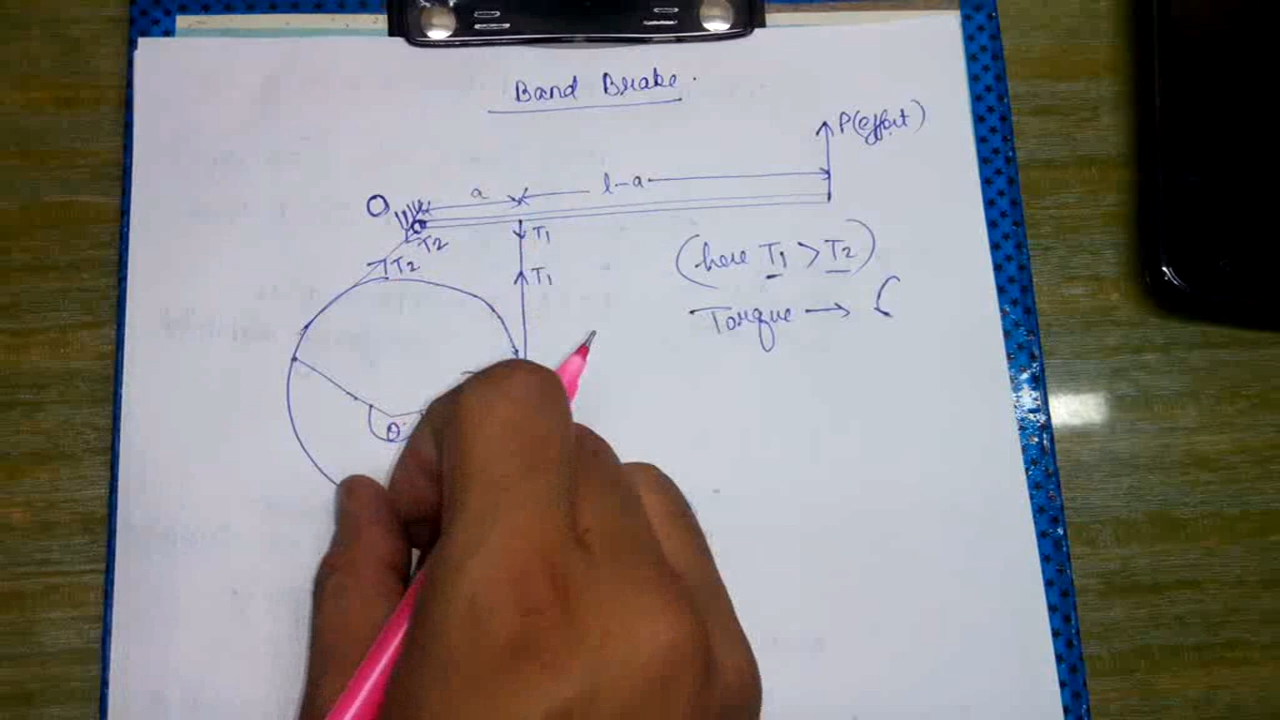 Band Brake.
P(effort)
a
l-a
O
T2
T1
T2
T1
(here T1 > T2)
Torque → (
θ